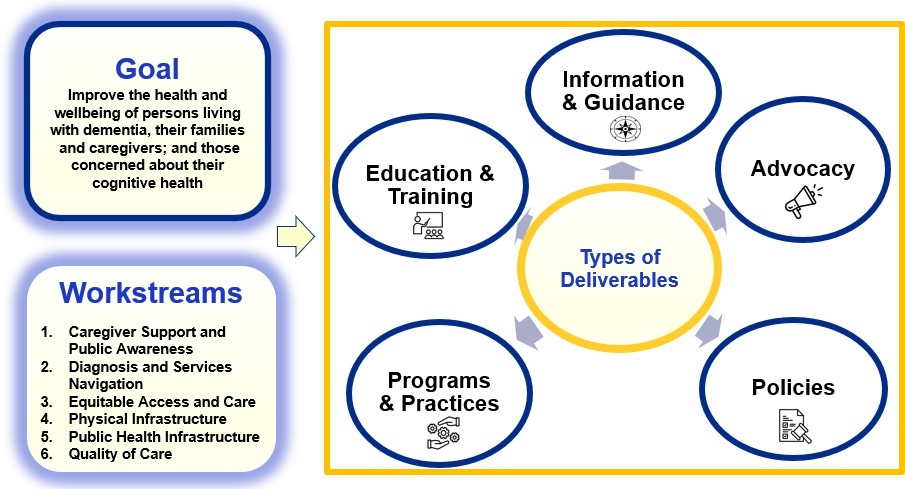 Goal
Improve the health and
wellbeing of persons living
with dementia, their families
and caregivers; and those
concerned about their
cognitive health
Workstreams
1. Caregiver Support and
Public Awareness
2. Diagnosis and Services
Navigation
3. Equitable Access and Care
4. Physical Infrastructure
5. Public Health Infrastructure
6. Quality of Care
Information
& Guidance
Education &
Training
Advocacy
Types of
Deliverables
Programs
& Practices
Policies